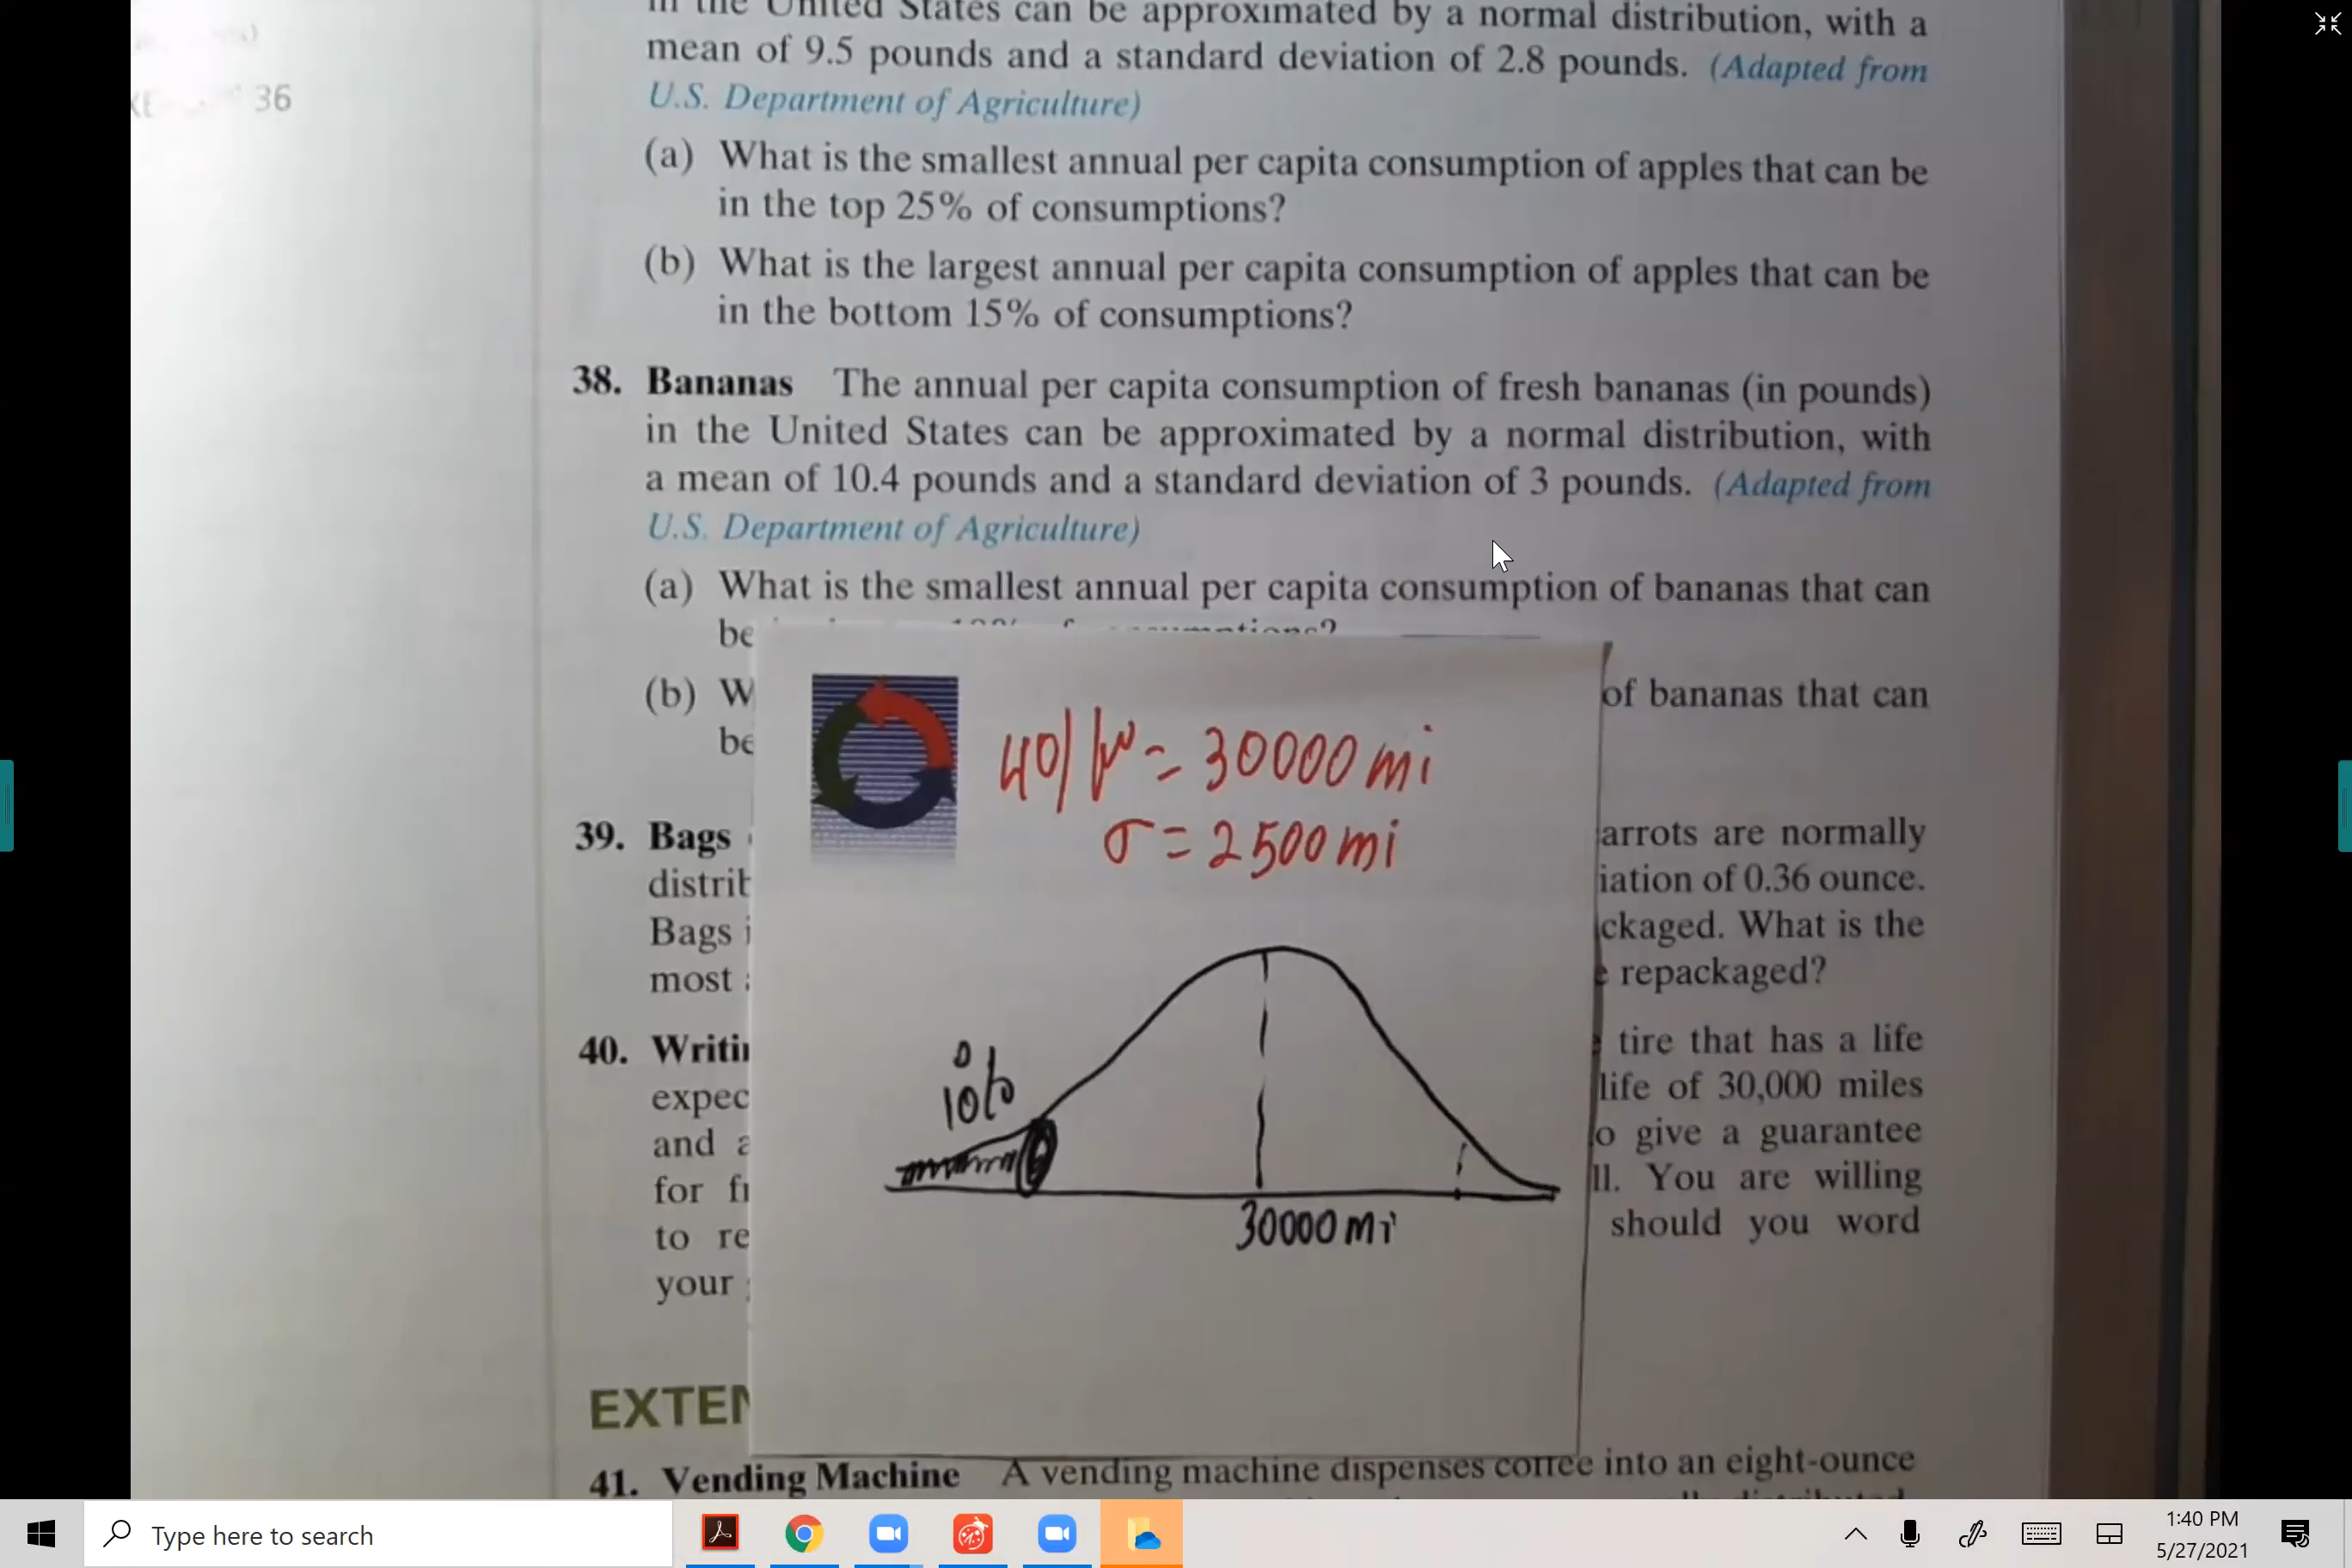 in the United States can be approximated by a normal distribution, with a
mean of 9.5 pounds and a standard deviation of 2.8 pounds. (Adapted from
U.S. Department of Agriculture)
36
(a) What is the smallest annual per capita consumption of apples that can be
in the top 25% of consumptions?
(b) What is the largest annual per capita consumption of apples that can be
in the bottom 15% of consumptions?
38. Bananas The annual per capita consumption of fresh bananas (in pounds)
in the United States can be approximated by a normal distribution, with
a mean of 10.4 pounds and a standard deviation of 3 pounds. (Adapted from
U.S. Department of Agriculture)
(a) What is the smallest annual per capita consumption of bananas that can
be
(b) W of bananas that can
be
40) μ = 30000 mi
σ = 2500 mi
39. Bags arrots are normally
distrib iation of 0.36 ounce.
Bags ckaged. What is the
most repackaged?
10%
30000 mi
40. Writin tire that has a life
expec life of 30,000 miles
and a o give a guarantee
for fr ll. You are willing
to re should you word
your
EXTEN
41. Vending Machine A vending machine dispenses coffee into an eight-ounce
Type here to search
1:40 PM
5/27/2021